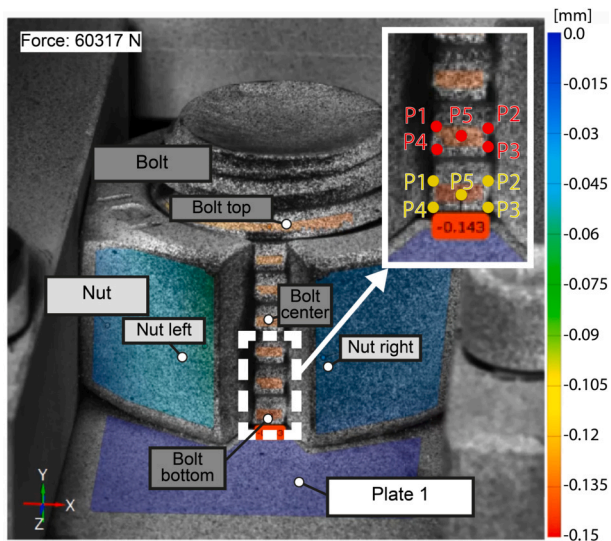 [mm]
Force: 60317 N
0.0
-0.015
-0.03
-0.045
-0.06
-0.075
-0.09
-0.105
-0.12
-0.13
-0.15
P1 P5 P2
P4 P3
P1 P5 P2
P4 P3
-0.143
Bolt
Bolt top
Nut
Nut left
Bolt
center
Nut right
Bolt
bottom
Plate 1
Y
X
Z